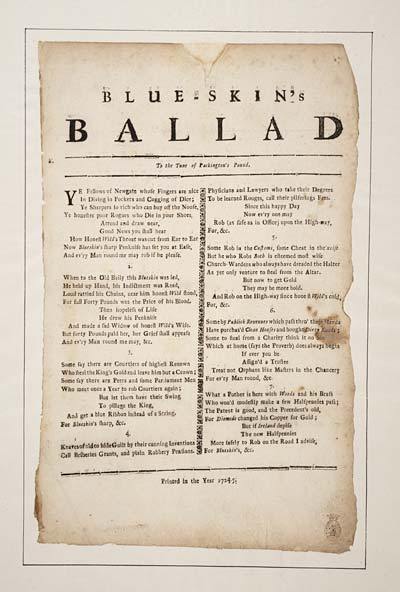 BLUE-SKIN's
BALLAD
To the Tune of Packington's Pound.
YE Fellows of Newgate whose Fingers are nice
In Diving in Pockets and Cogging of Dice;
Ye Sharpers so rich who can buy off the Noose,
Ye honester poor Rogues who Die in your Shoes,
Attend and draw near,
Good News you shall hear
How Honest Wild's Throat was cut from Ear to Ear
Now Blueskin's sharp Penknife has set you at Ease,
And ev'ry Man round me may rob if he please.
2.
When to the Old Baily this Blueskin was led,
He held up Hand, his Indictment was Read,
Loud rattled his Chains, near him honest Wild stood,
For full Forty Pounds was the Price of his Blood.
Then hopeless of Life
He drew his Penknife
And made a sad Widow of honest Wild's Wife.
But forty Pounds paid her, her Grief shall appease
And ev'ry Man round me may, &c.
3.
Some say there are Courtiers of highest Renown
Who steal the King's Gold and leave him but a Crown;
Some say there are Peers and some Parliament Men
Who meet once a Year to rob Courtiers again:
But let them have their Swing
To pillage the King,
And get a blue Ribbon instead of a String.
For Blueskin's sharp, &c.
4.
Knaves of old to hide Guilt by their cunning Inventions
Call Briberies Grants, and plain Robbery Pensions.
Physicians and Lawyers who take their Degrees
To be learned Rogues, call their pilferings Fees.
Since this happy Day
Now ev'ry one may
Rob (as safe as in Office) upon the High-way,
For, &c.
5.
Some Rob in the Customs, some Cheat in the
But he who Robs Both is esteemed most wise
Church-Wardens who always have dreaded the Halter
As yet only venture to steal from the Altar.
But now to get Gold
They may be more bold.
And Rob on the High-way since honest Wild's cold,
For, &c.
6.
Some by Publick Revenues which pass thro' their Hands
Have purchas'd Clean Houses and bought Dirty Lands;
Some to steal from a Charity think it no
Which at home (says the Proverb) does always begin
If ever you be
Assign'd a Trustee
Treat not Orphans like Masters in the Chancery
For ev'ry Man round, &c.
7.
What a Pother is here with Woods and his Brass
Who wou'd modestly make a few Halfpennies pass;
The Patent is good, and the Precedent's old,
For Diomede changed his Copper for Gold;
But if Ireland despise
The new Halfpennies
More safely to Rob on the Road I advise,
For Blueskin's, &c.
Printed in the Year 1724-5.